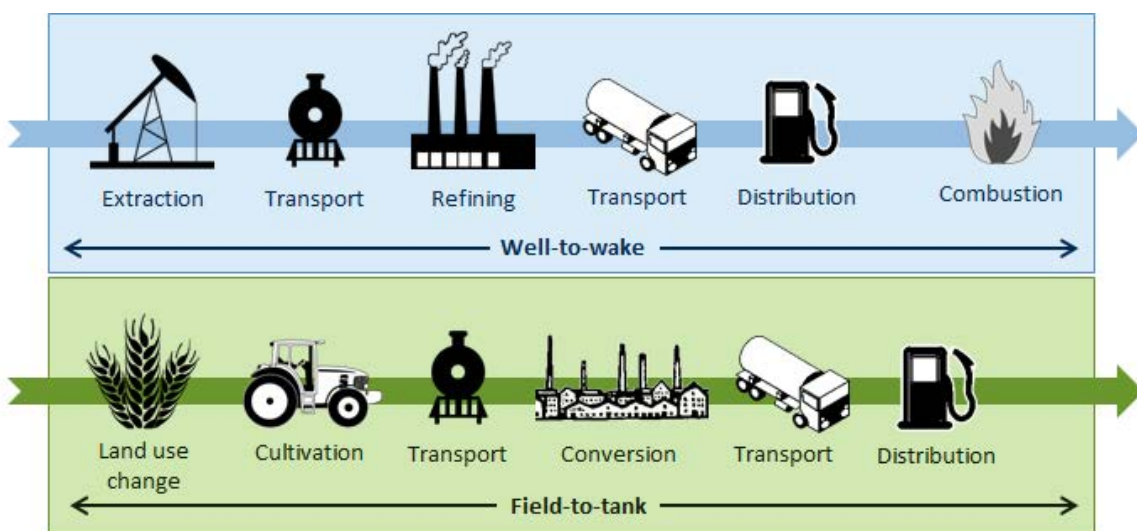 Extraction
Transport
Refining
Transport
Distribution
Combustion
Well-to-wake
Land use
change
Cultivation
Transport
Conversion
Transport
Distribution
Field-to-tank